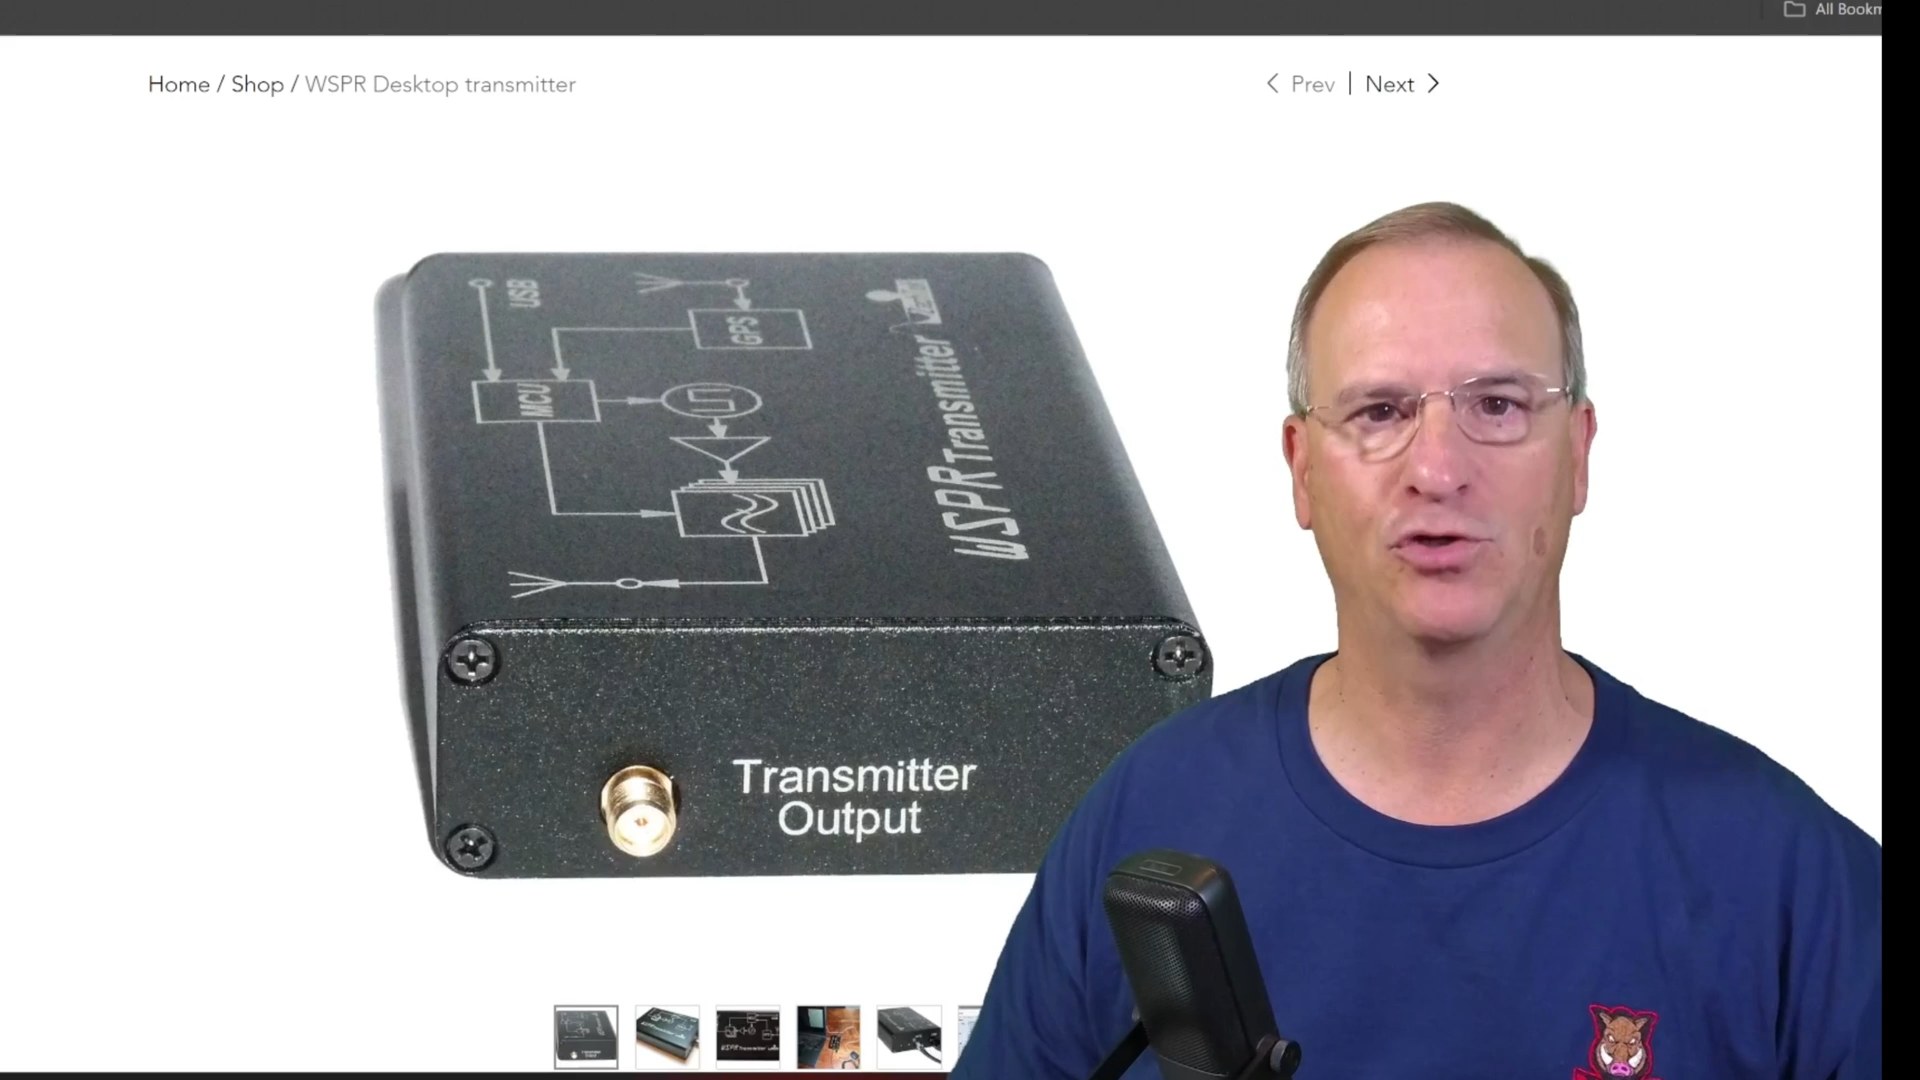 All Bookm
Home / Shop / WSPR Desktop transmitter
Prev | Next
USB
GPS
MCU
WSPR Transmitter
Transmitter
Output